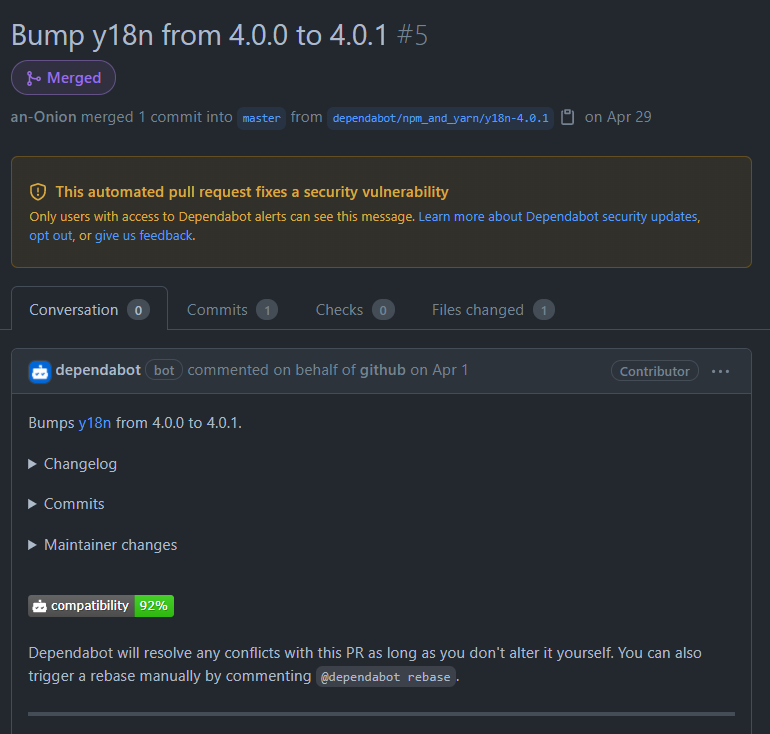 Bump y18n from 4.0.0 to 4.0.1 #5
Merged
an-Onion merged 1 commit into master from dependabot/npm_and_yarn/y18n-4.0.1 on Apr 29
This automated pull request fixes a security vulnerability
Only users with access to Dependabot alerts can see this message. Learn more about Dependabot security updates,
opt out, or give us feedback.
Conversation 0 Commits 1 Checks 0 Files changed 1
dependabot bot commented on behalf of github on Apr 1 Contributor
Bumps y18n from 4.0.0 to 4.0.1.
Changelog
Commits
Maintainer changes
compatibility 92%
Dependabot will resolve any conflicts with this PR as long as you don't alter it yourself. You can also
trigger a rebase manually by commenting @dependabot rebase.